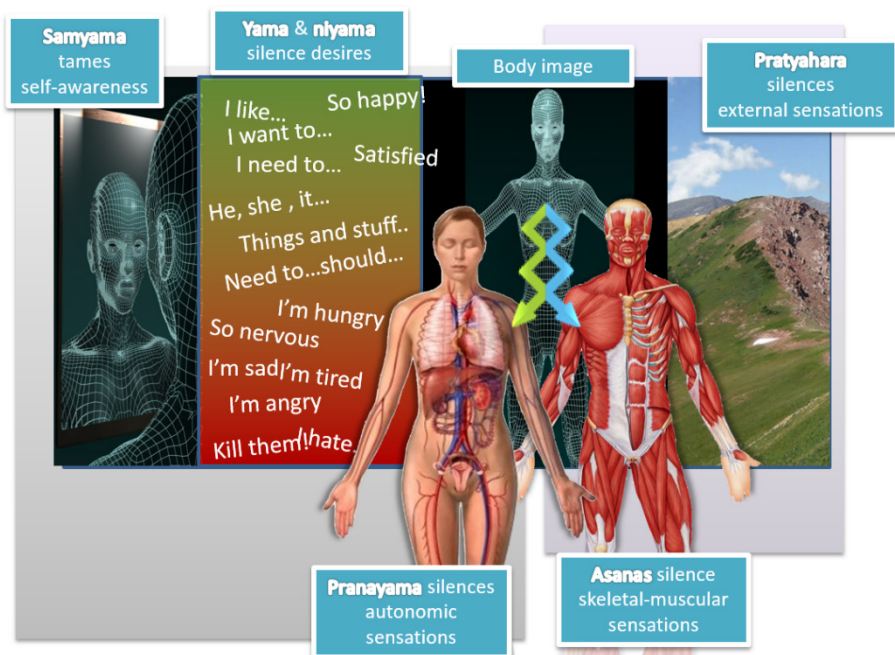 Samyama
tames
self-awareness
Yama & niyama
silence desires
Body image
Pratyahara
silences
external sensations
I like...
So happy!
I want to...
I need to...
Satisfied
He, she , it...
Things and stuff..
Need to...should...
I'm hungry
So nervous
I'm sad
I'm tired
I'm angry
Kill them!
I hate.
Pranayama silences
autonomic
sensations
Asanas silence
skeletal-muscular
sensations